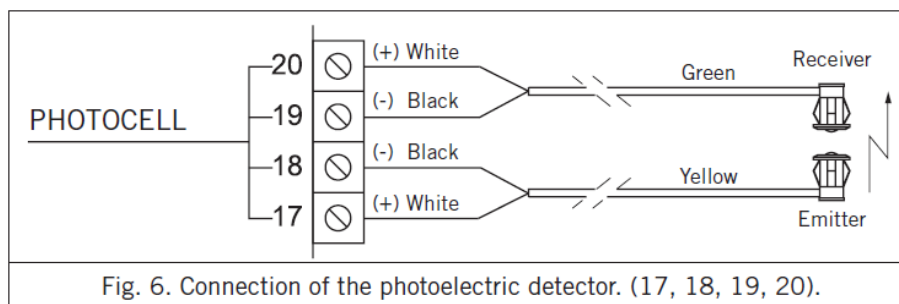 20 (+) White
Green
Receiver
PHOTOCELL
19 (-) Black
18 (-) Black
Yellow
17 (+) White
Emitter
Fig. 6. Connection of the photoelectric detector. (17, 18, 19, 20).